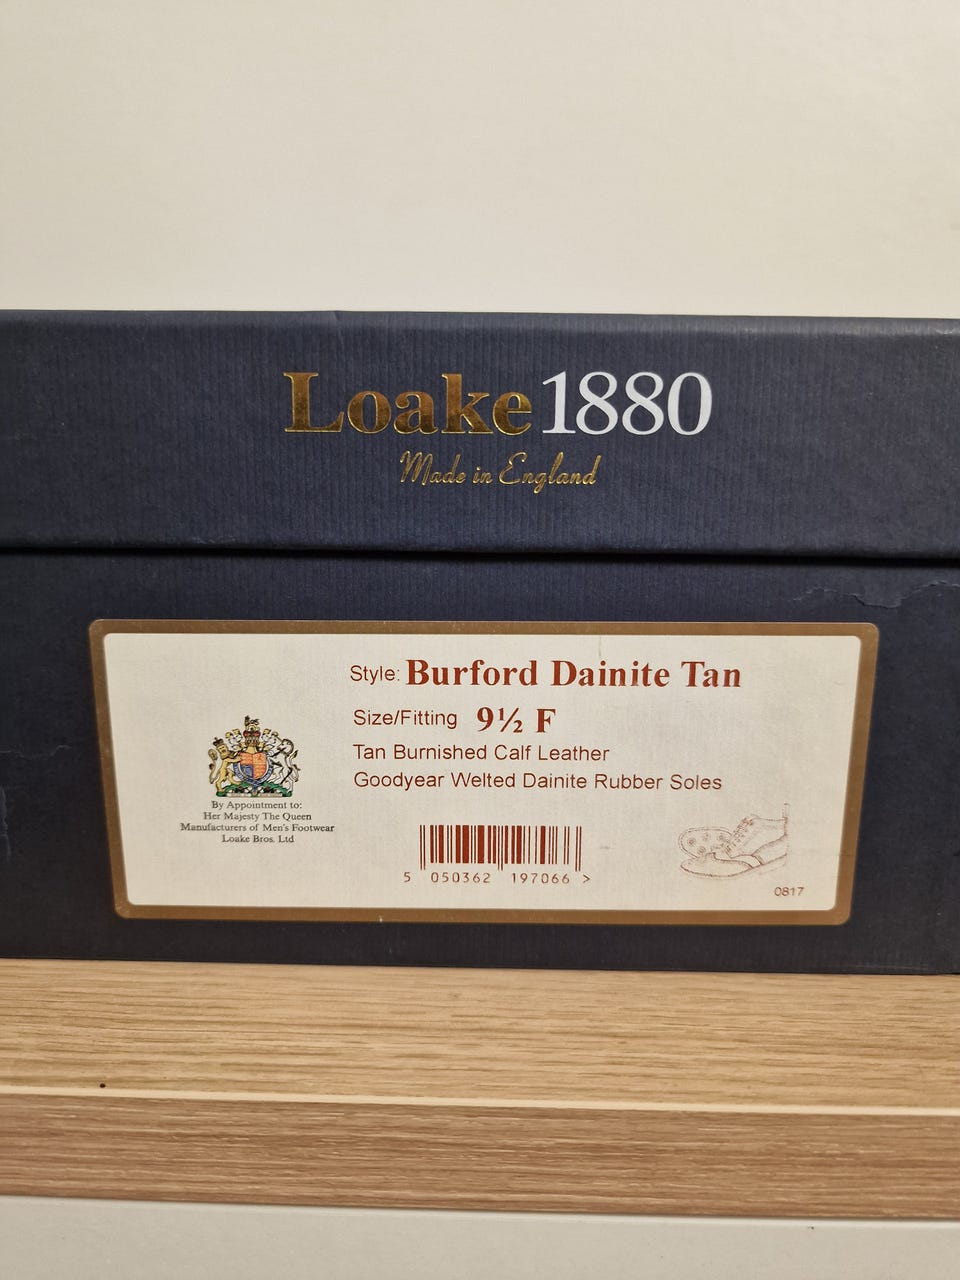 Loake 1880
Made in England
Style: Burford Dainite Tan
Size/Fitting 9½ F
Tan Burnished Calf Leather
Goodyear Welted Dainite Rubber Soles
By Appointment to:
Her Majesty The Queen
Manufacturers of Men's Footwear
Loake Bros. Ltd
5 050362 197066 >
0817